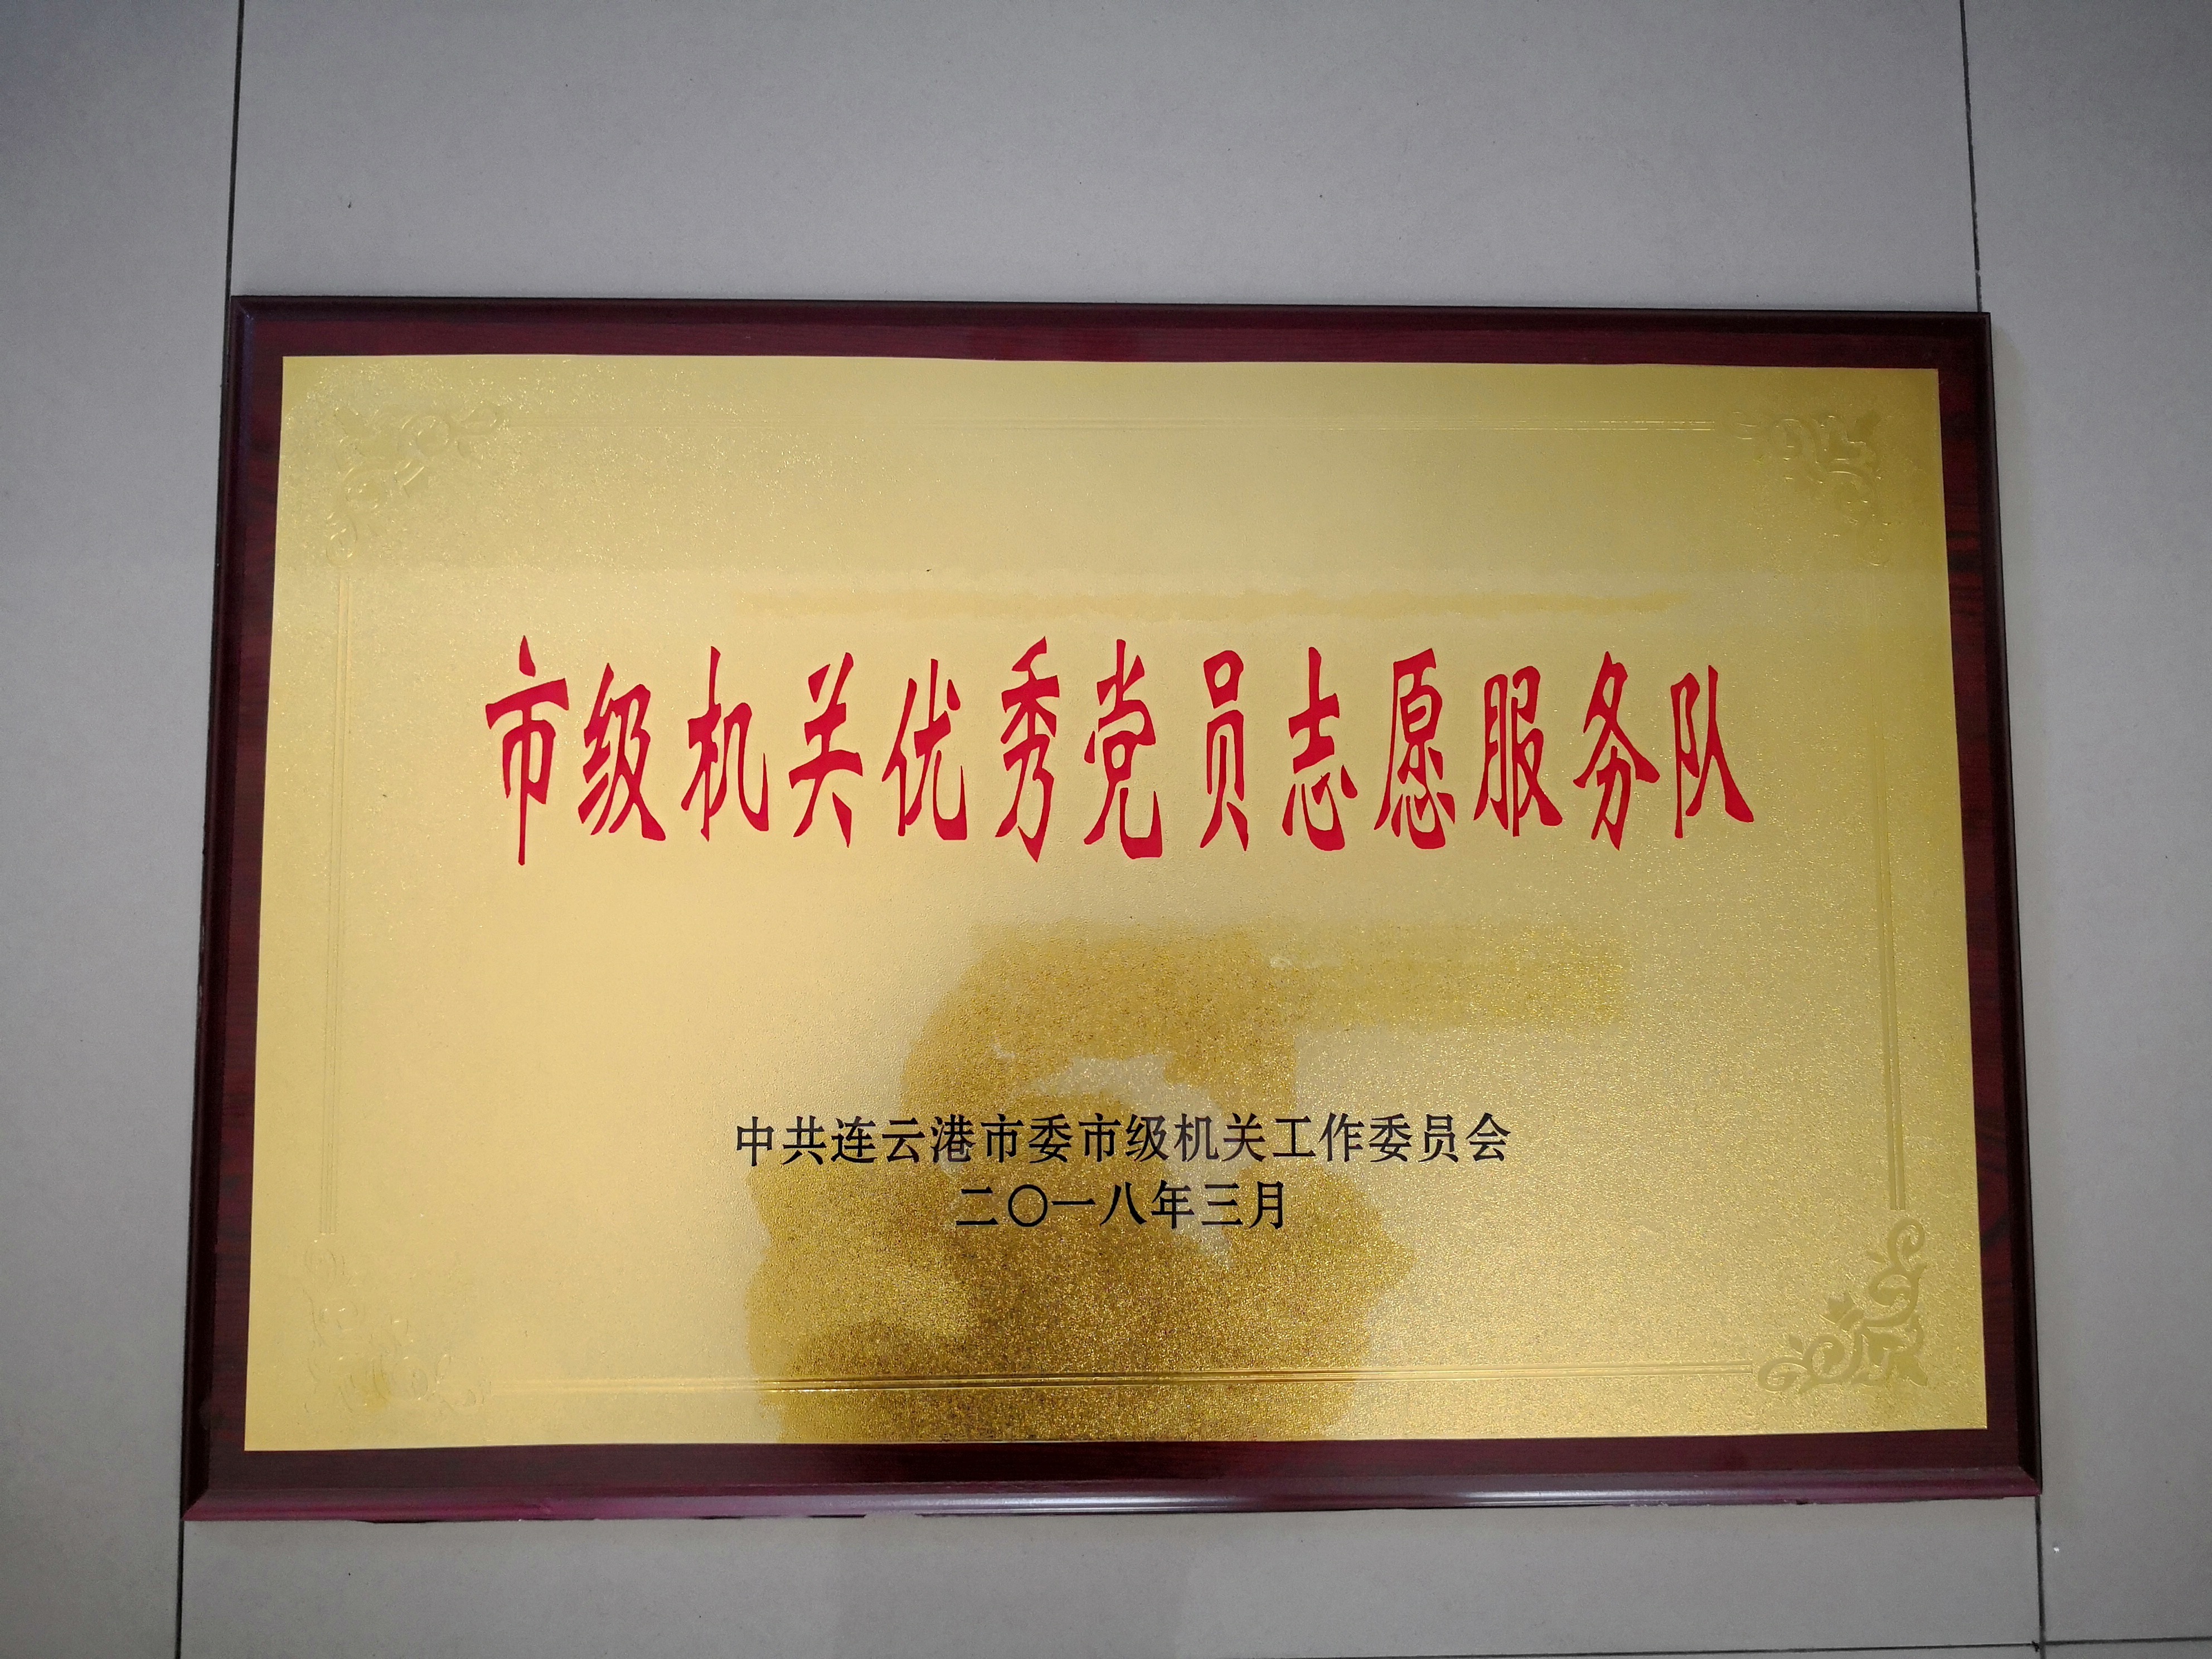 市级机关优秀党员志愿服务队
中共连云港市委市级机关工作委员会
二〇一八年三月